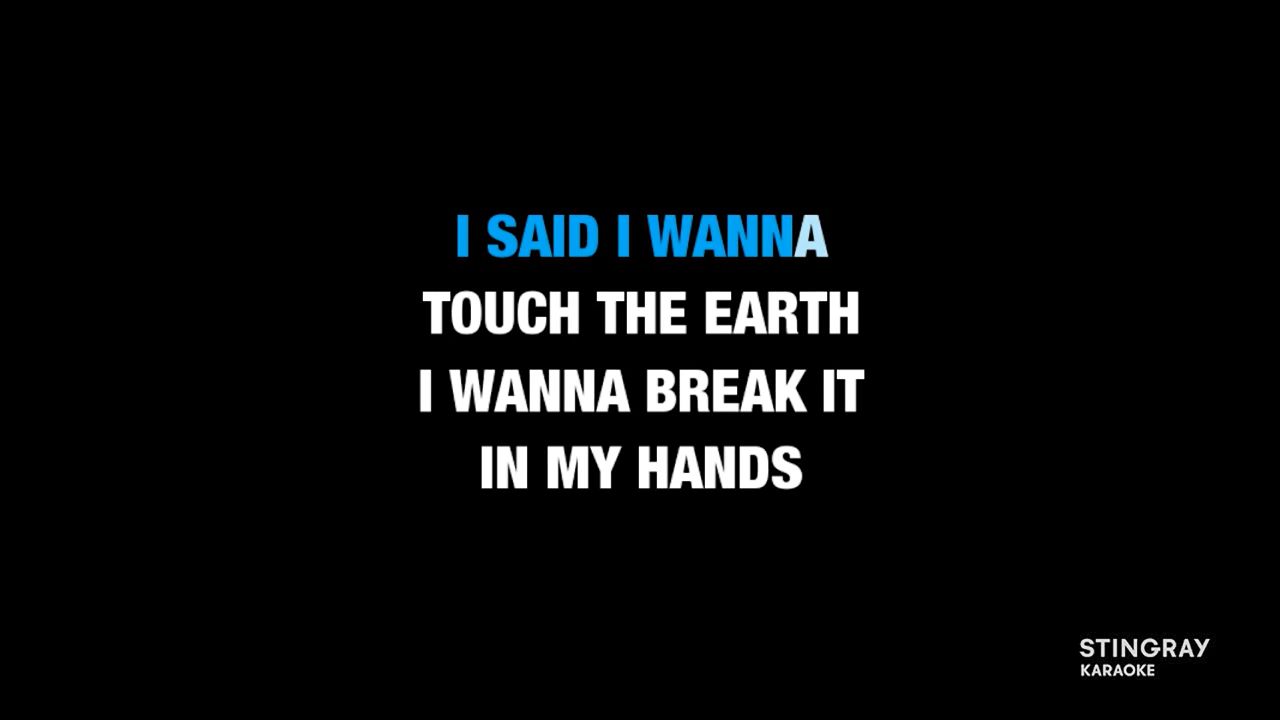 I SAID I WANNA
TOUCH THE EARTH
I WANNA BREAK IT
IN MY HANDS
STINGRAY
KARAOKE